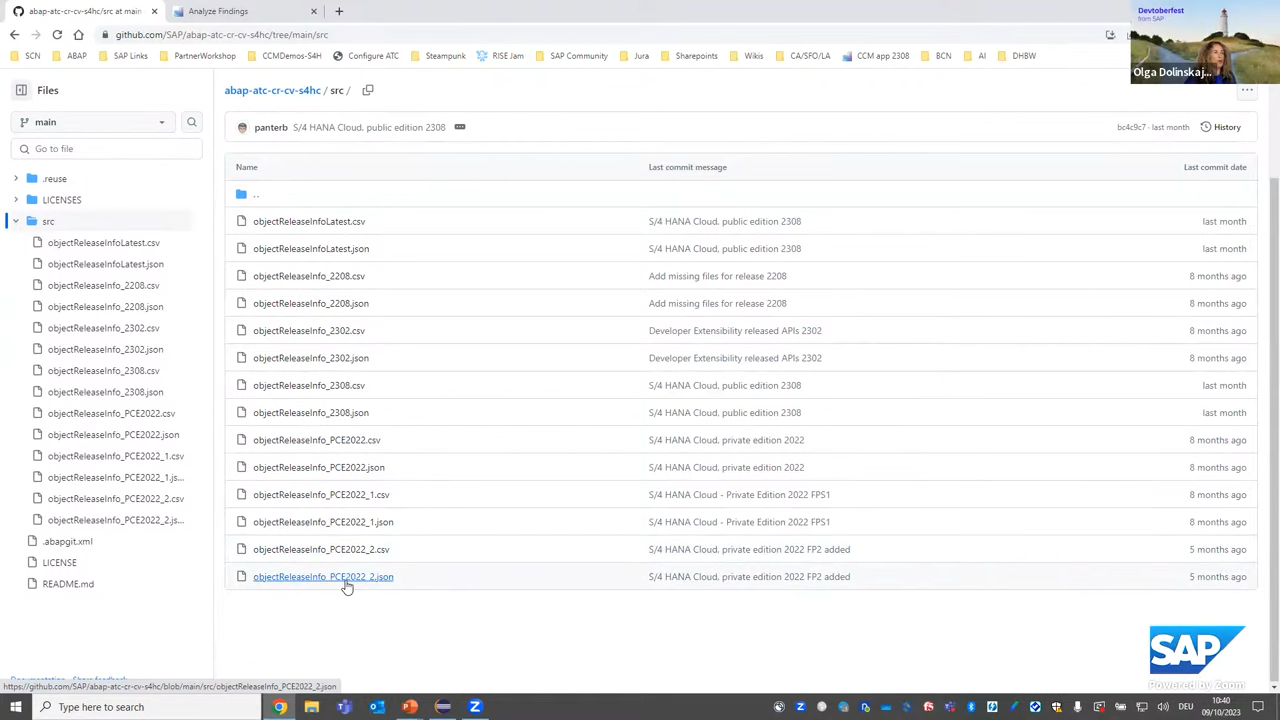 abap-atc-cr-cv-s4hc/src at main
Analyze Findings
github.com/SAP/abap-atc-cr-cv-s4hc/tree/main/src
SCN
ABAP
SAP Links
PartnerWorkshop
CCMDemos-S4H
Configure ATC
Steampunk
RISE Jam
SAP Community
Jura
Sharepoints
Wikis
CA/SFO/LA
CCM app 2308
BCN
AI
DHBW
Devtoberfest
from SAP
Olga Dolinskaj...
Files
main
Go to file
.reuse
LICENSES
src
objectReleaseInfoLatest.csv
objectReleaseInfoLatest.json
objectReleaseInfo_2208.csv
objectReleaseInfo_2208.json
objectReleaseInfo_2302.csv
objectReleaseInfo_2302.json
objectReleaseInfo_2308.csv
objectReleaseInfo_2308.json
objectReleaseInfo_PCE2022.csv
objectReleaseInfo_PCE2022.json
objectReleaseInfo_PCE2022_1.csv
objectReleaseInfo_PCE2022_1.js...
objectReleaseInfo_PCE2022_2.csv
objectReleaseInfo_PCE2022_2.js...
.abapgit.xml
LICENSE
README.md
abap-atc-cr-cv-s4hc / src /
panterb S/4 HANA Cloud, public edition 2308
bc4c9c7 · last month
History
Name Last commit message Last commit date
..
objectReleaseInfoLatest.csv S/4 HANA Cloud, public edition 2308 last month
objectReleaseInfoLatest.json S/4 HANA Cloud, public edition 2308 last month
objectReleaseInfo_2208.csv Add missing files for release 2208 8 months ago
objectReleaseInfo_2208.json Add missing files for release 2208 8 months ago
objectReleaseInfo_2302.csv Developer Extensibility released APIs 2302 8 months ago
objectReleaseInfo_2302.json Developer Extensibility released APIs 2302 8 months ago
objectReleaseInfo_2308.csv S/4 HANA Cloud, public edition 2308 last month
objectReleaseInfo_2308.json S/4 HANA Cloud, public edition 2308 last month
objectReleaseInfo_PCE2022.csv S/4 HANA Cloud, private edition 2022 8 months ago
objectReleaseInfo_PCE2022.json S/4 HANA Cloud, private edition 2022 8 months ago
objectReleaseInfo_PCE2022_1.csv S/4 HANA Cloud - Private Edition 2022 FPS1 8 months ago
objectReleaseInfo_PCE2022_1.json S/4 HANA Cloud - Private Edition 2022 FPS1 8 months ago
objectReleaseInfo_PCE2022_2.csv S/4 HANA Cloud, private edition 2022 FP2 added 5 months ago
objectReleaseInfo_PCE2022_2.json S/4 HANA Cloud, private edition 2022 FP2 added 5 months ago
SAP
Powered by Zoom
Documentation · Share feedback
https://github.com/SAP/abap-atc-cr-cv-s4hc/blob/main/src/objectReleaseInfo_PCE2022_2.json
Type here to search
DEU
10:40
09/10/2023